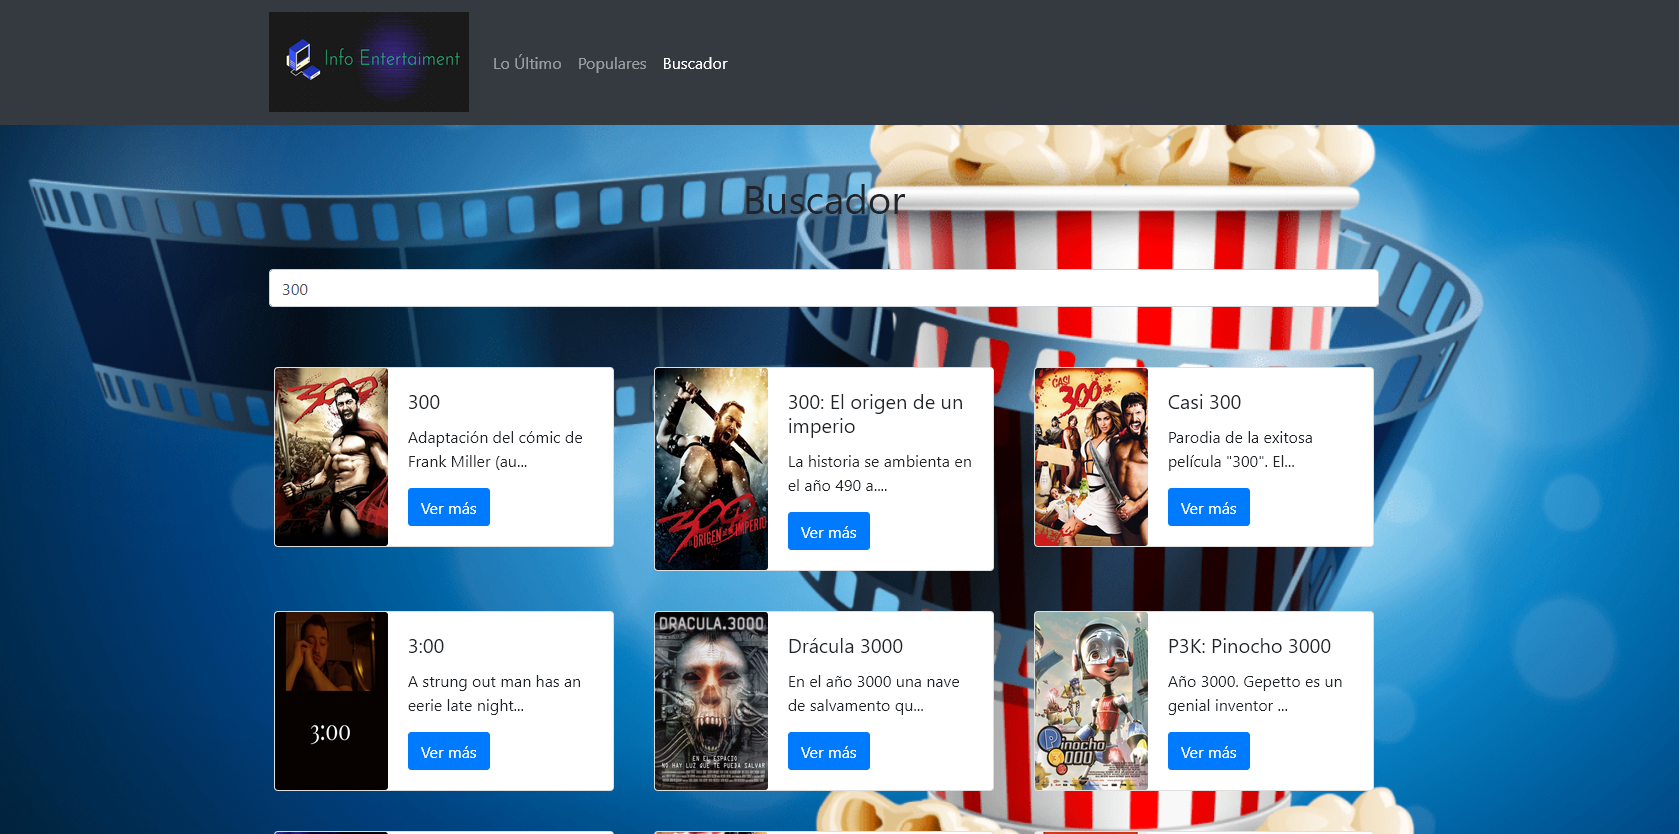 Info Entertaiment
Lo Último
Populares
Buscador
Buscador
300
300
300
Adaptación del cómic de
Frank Miller (au...
Ver más
300
EL ORIGEN DE UN IMPERIO
300: El origen de un
imperio
La historia se ambienta en
el año 490 a....
Ver más
CASI
300
Casi 300
Parodia de la exitosa
película "300". El...
Ver más
3:00
3:00
A strung out man has an
eerie late night...
Ver más
DRACULA.3000
EN EL ESPACIO
NO HAY LUZ QUE TE PUEDA SALVAR
Drácula 3000
En el año 3000 una nave
de salvamento qu...
Ver más
Pinocho
3000
P3K: Pinocho 3000
Año 3000. Gepetto es un
genial inventor ...
Ver más